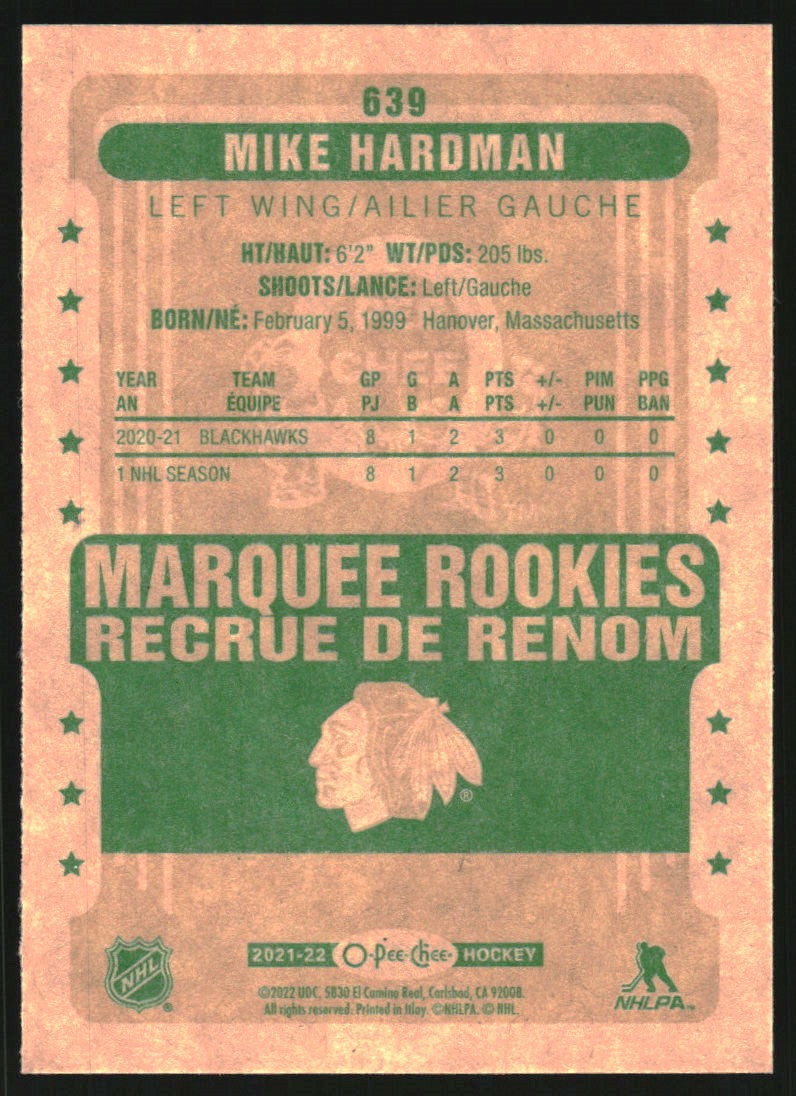 639
MIKE HARDMAN
LEFT WING/AILIER GAUCHE
HT/HAUT: 6'2" WT/PDS: 205 lbs.
SHOOTS/LANCE: Left/Gauche
BORN/NÉ: February 5, 1999 Hanover, Massachusetts
YEAR TEAM GP G A PTS +/- PIM PPG
AN ÉQUIPE PJ B A PTS +/- PUN BAN
2020-21 BLACKHAWKS 8 1 2 3 0 0 0
1 NHL SEASON 8 1 2 3 0 0 0
MARQUEE ROOKIES
RECRUE DE RENOM
®
NHL ®
2021-22 O-Pee-Chee HOCKEY
©2022 UDC. 5830 El Camino Real, Carlsbad, CA 92008.
All rights reserved. Printed in Italy. ©NHLPA. © NHL.
NHLPA™